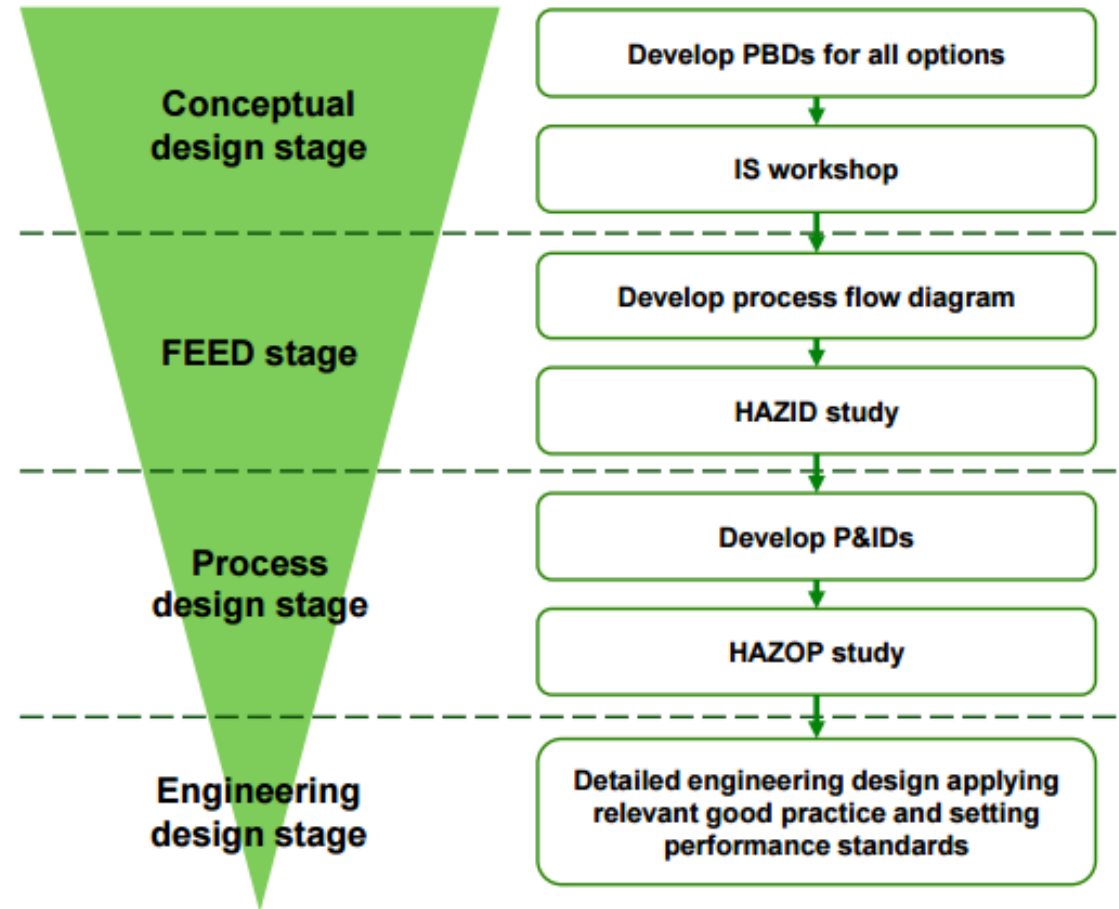 Conceptual
design stage
Develop PBDs for all options
IS workshop
FEED stage
Develop process flow diagram
HAZID study
Process
design stage
Develop P&IDs
HAZOP study
Engineering
design stage
Detailed engineering design applying
relevant good practice and setting
performance standards